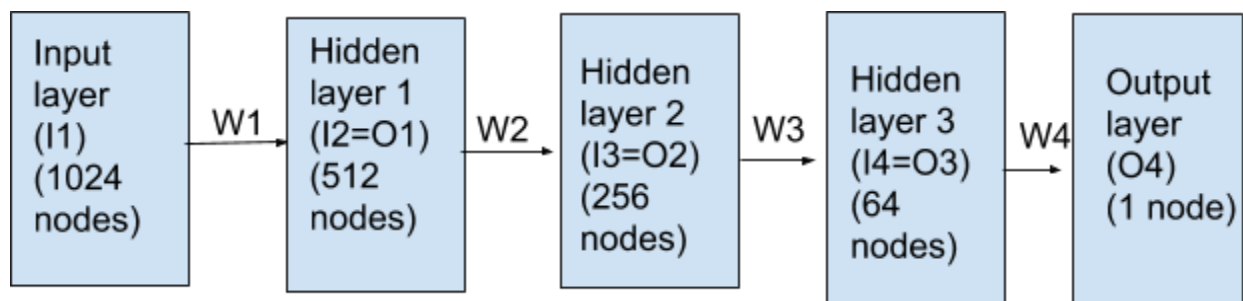 Input
layer
(I1)
(1024
nodes)
W1
Hidden
layer 1
(I2=O1)
(512
nodes)
W2
Hidden
layer 2
(I3=O2)
(256
nodes)
W3
Hidden
layer 3
(I4=O3)
(64
nodes)
W4
Output
layer
(O4)
(1 node)